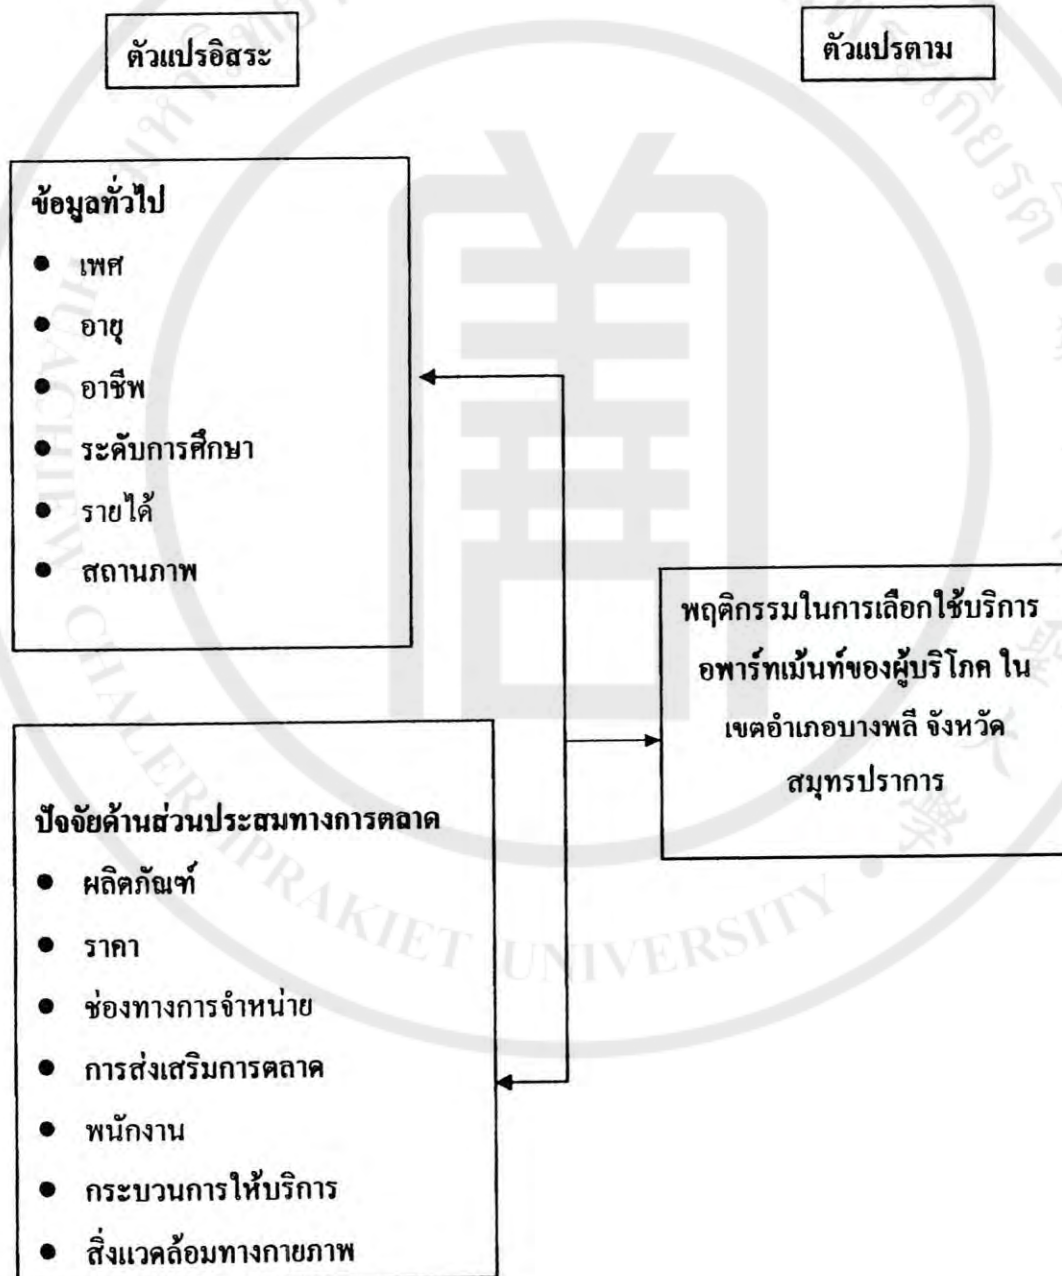 ตัวแปรอิสระ
ตัวแปรตาม
ข้อมูลทั่วไป
● เพศ
● อายุ
● อาชีพ
● ระดับการศึกษา
● รายได้
● สถานภาพ
พฤติกรรมในการเลือกใช้บริการ
อพาร์ทเม้นท์ของผู้บริโภค ใน
เขตอำเภอบางพลี จังหวัด
สมุทรปราการ
ปัจจัยด้านส่วนประสมทางการตลาด
● ผลิตภัณฑ์
● ราคา
● ช่องทางการจำหน่าย
● การส่งเสริมการตลาด
● พนักงาน
● กระบวนการให้บริการ
● สิ่งแวดล้อมทางกายภาพ
HUACHIEW CHALERMPRAKIET UNIVERSITY